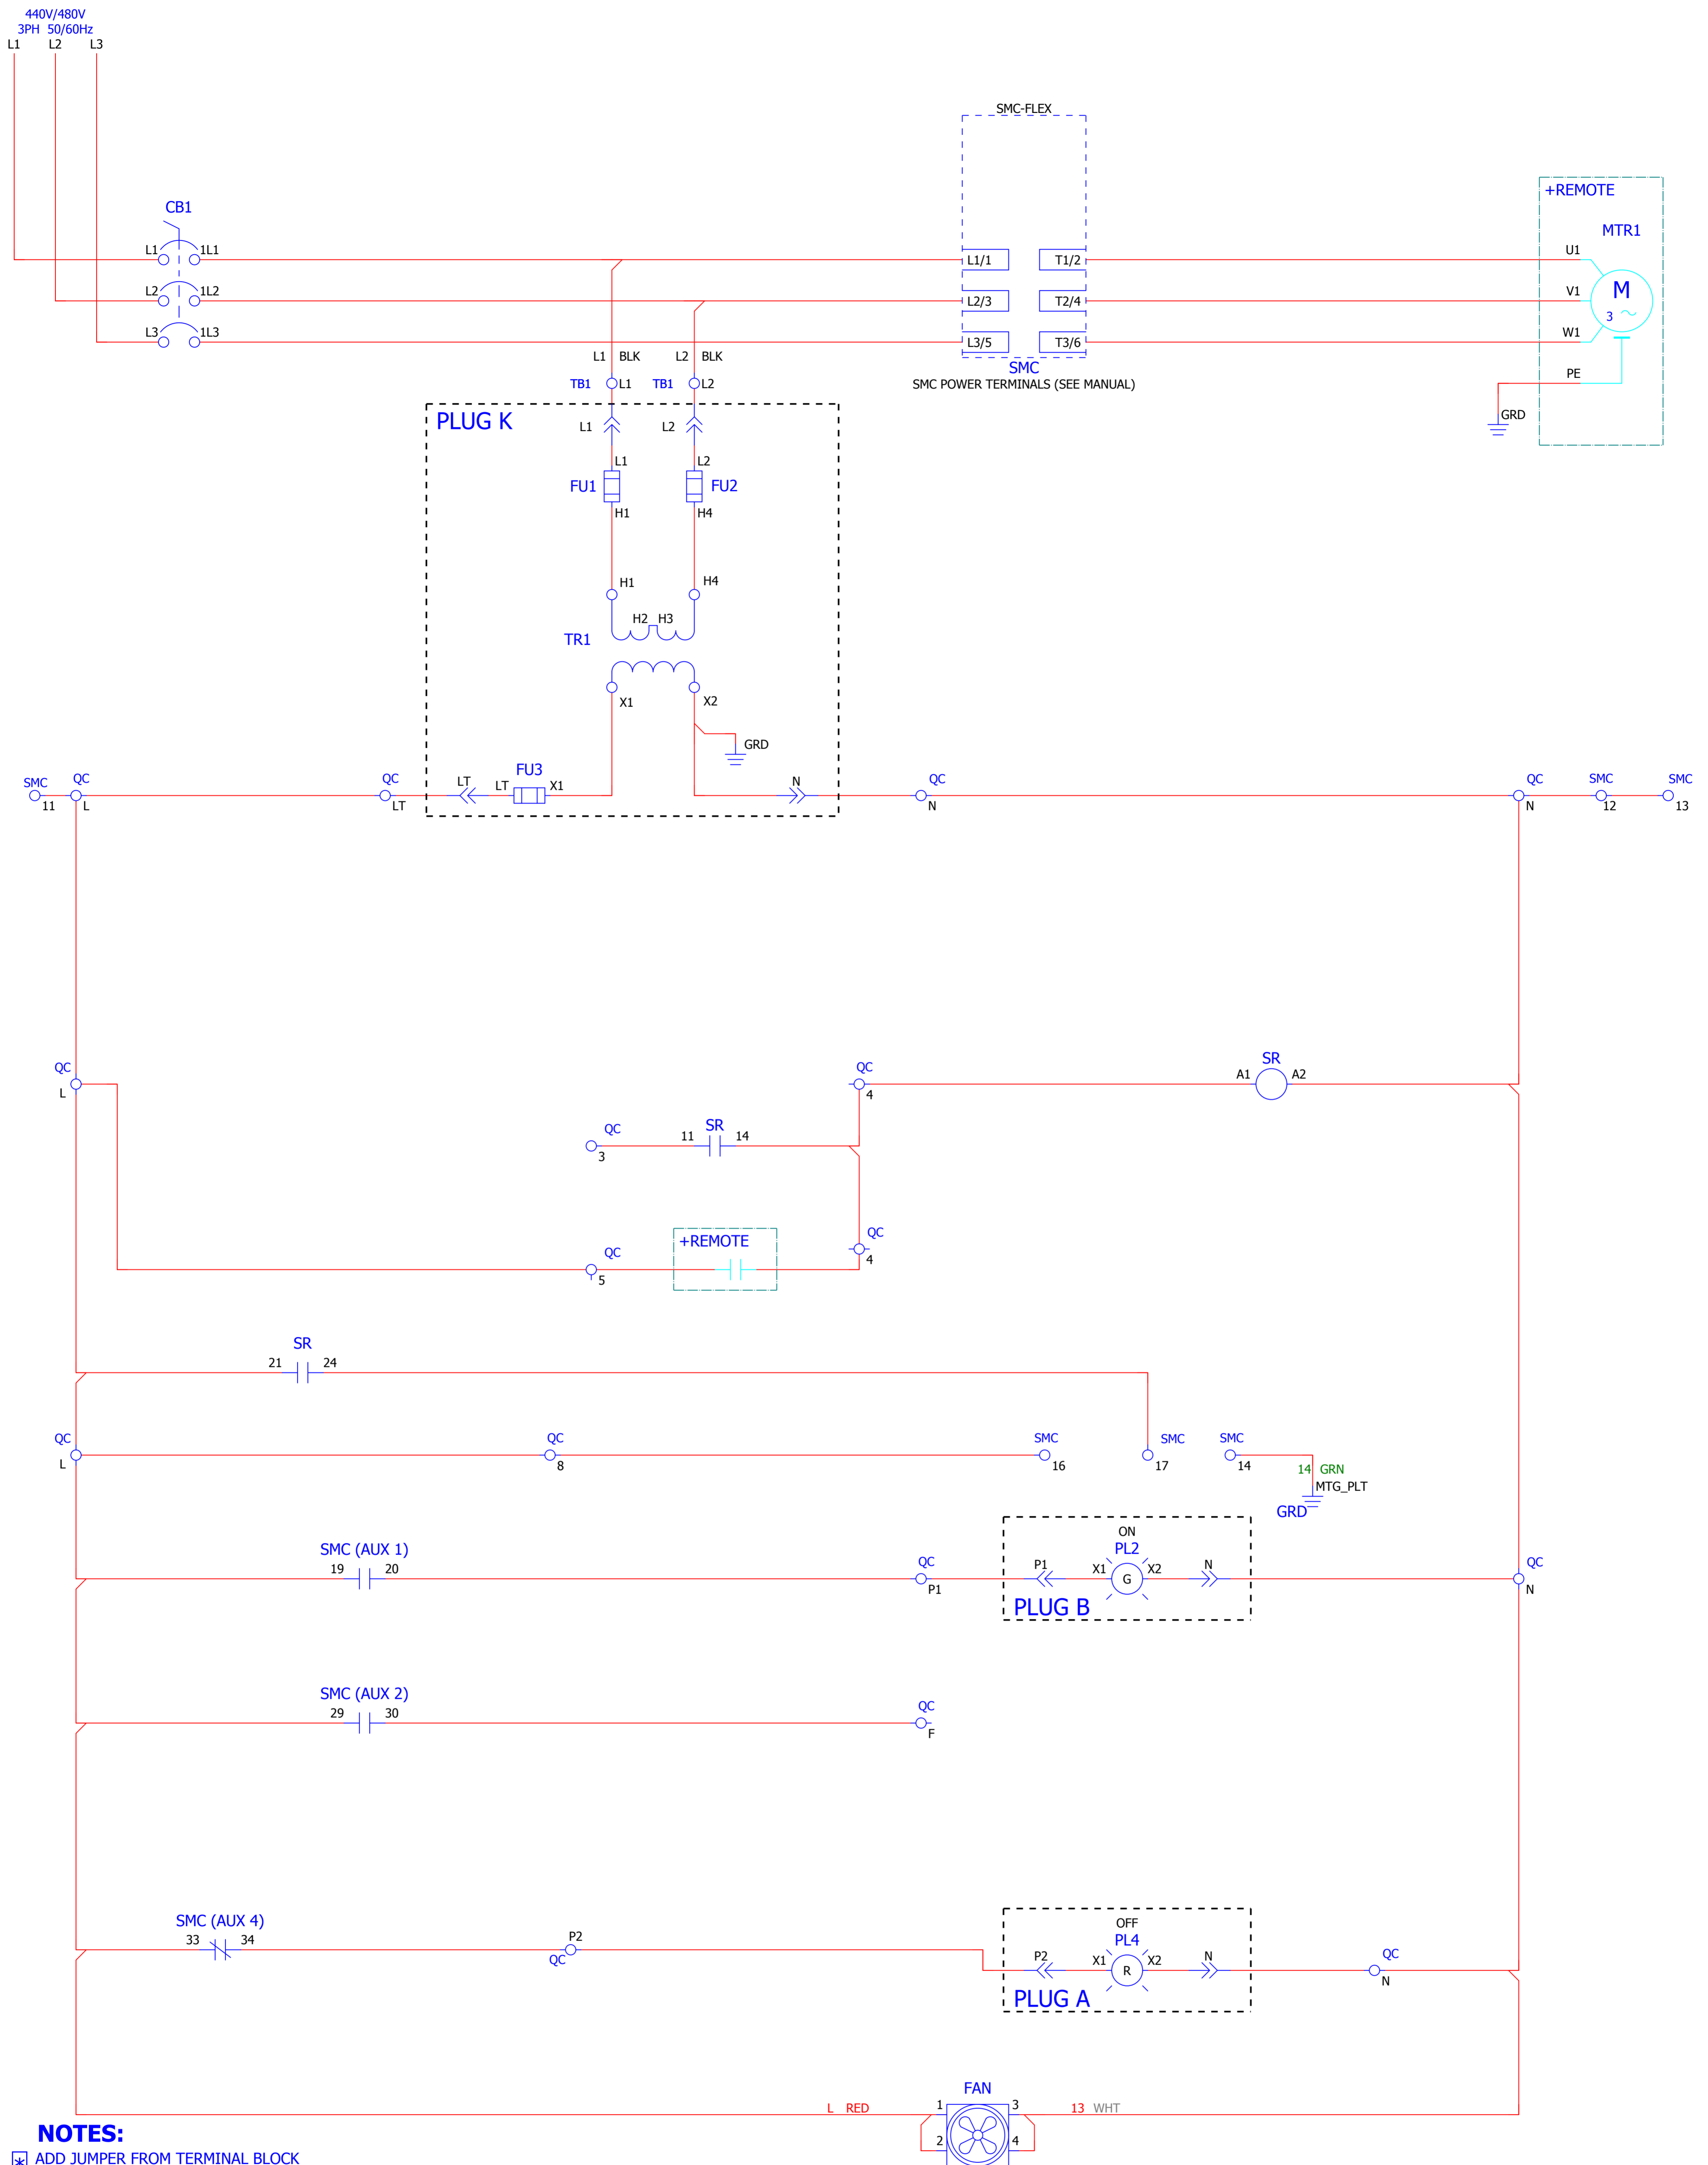 440V/480V
3PH 50/60Hz
L1 L2 L3
SMC-FLEX
+REMOTE
CB1
MTR1
L1 1L1 L1/1 T1/2 U1
L2 1L2 L2/3 T2/4 V1
M
3
L3 1L3 L3/5 T3/6 W1
L1 BLK L2 BLK
SMC
SMC POWER TERMINALS (SEE MANUAL)
PE
TB1 L1 TB1 L2
GRD
PLUG K
L1 L2
L1 L2
FU1 FU2
H1 H4
H1 H4
H2 H3
TR1
X1 X2
GRD
FU3
SMC QC QC LT LT X1 N QC QC SMC SMC
11 L LT N N 12 13
QC QC SR
A1 A2
L 4
QC SR
11 14
3
QC
+REMOTE
QC 4
5
SR
21 24
QC QC SMC SMC SMC
L 8 16 17 14
14 GRN
MTG_PLT
GRD
ON
SMC (AUX 1) PL2
19 20 QC P1 X1 X2 N QC
G
P1 N
PLUG B
SMC (AUX 2)
29 30 QC
F
SMC (AUX 4) OFF
33 34 P2 PL4
QC P2 X1 X2 N QC
R
N
PLUG A
FAN
L RED 1 3 13 WHT
2 4
NOTES:
* ADD JUMPER FROM TERMINAL BLOCK